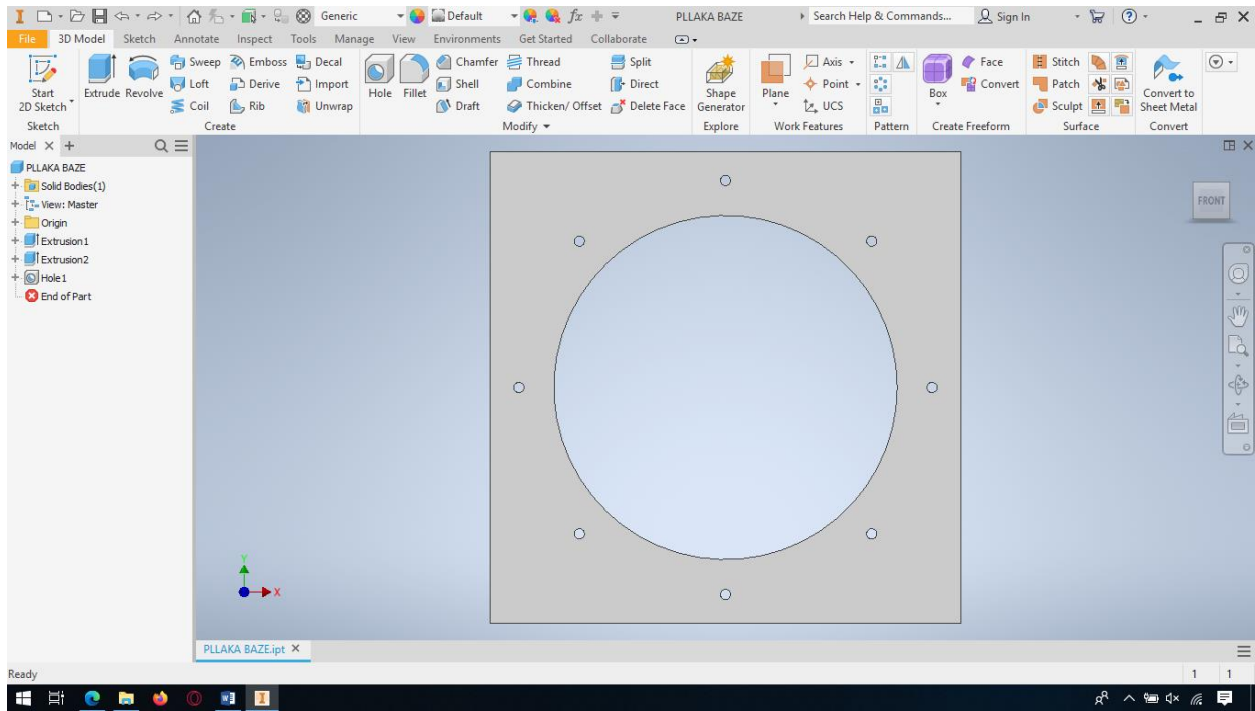 Generic Default fx PLLAKA BAZE Search Help & Commands... Sign In
File 3D Model Sketch Annotate Inspect Tools Manage View Environments Get Started Collaborate
Start 2D Sketch
Extrude Revolve
Sweep Emboss Decal
Loft Derive Import
Coil Rib Unwrap
Hole Fillet
Chamfer Thread Split
Shell Combine Direct
Draft Thicken/ Offset Delete Face
Shape Generator
Plane
Axis
Point
UCS
Box
Face
Convert
Stitch
Patch
Sculpt
Convert to Sheet Metal
Sketch Create Modify Explore Work Features Pattern Create Freeform Surface Convert
Model
PLLAKA BAZE
Solid Bodies(1)
View: Master
Origin
Extrusion1
Extrusion2
Hole1
End of Part
FRONT
Y
X
PLLAKA BAZE.ipt
Ready 1 1